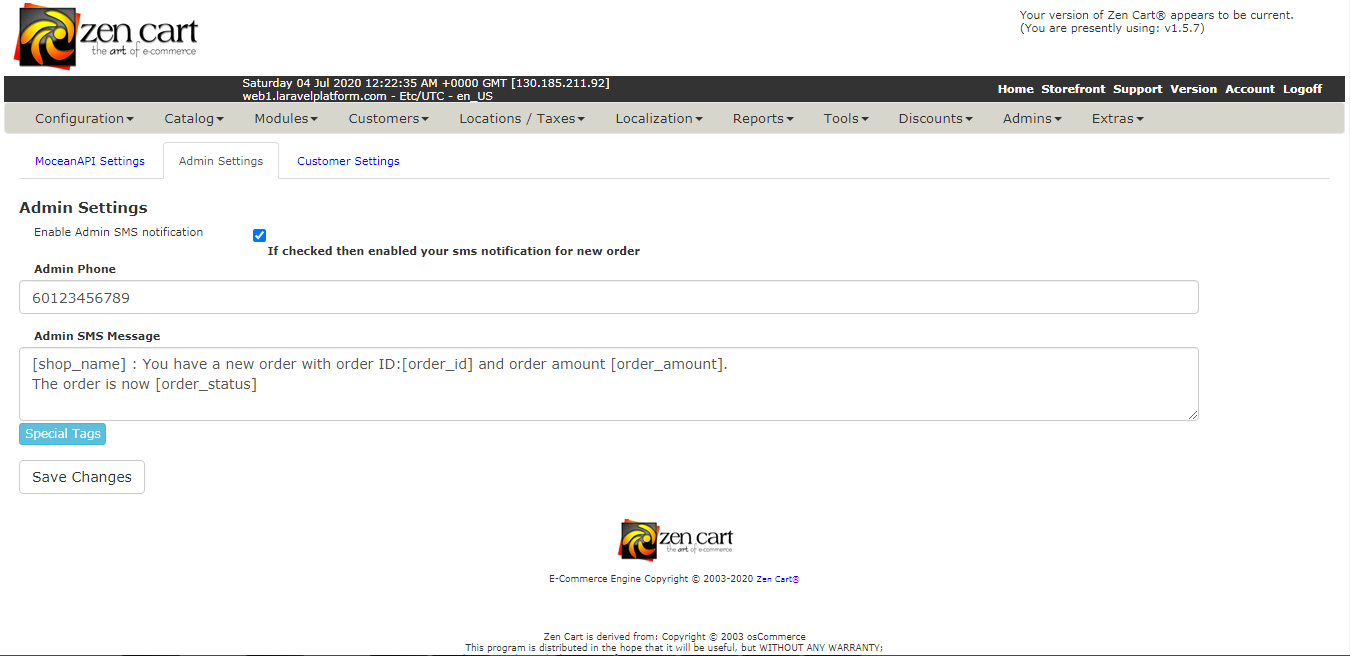 zen cart
the art of e-commerce
Your version of Zen Cart® appears to be current.
(You are presently using: v1.5.7)
Saturday 04 Jul 2020 12:22:35 AM +0000 GMT [130.185.211.92]
web1.laravelplatform.com - Etc/UTC - en_US
Home Storefront Support Version Account Logoff
Configuration Catalog Modules Customers Locations / Taxes Localization Reports Tools Discounts Admins Extras
MoceanAPI Settings Admin Settings Customer Settings
Admin Settings
Enable Admin SMS notification
If checked then enabled your sms notification for new order
Admin Phone
60123456789
Admin SMS Message
[shop_name] : You have a new order with order ID:[order_id] and order amount [order_amount].
The order is now [order_status]
Special Tags
Save Changes
zen cart
the art of e-commerce
E-Commerce Engine Copyright © 2003-2020 Zen Cart®
Zen Cart is derived from: Copyright © 2003 osCommerce
This program is distributed in the hope that it will be useful, but WITHOUT ANY WARRANTY;